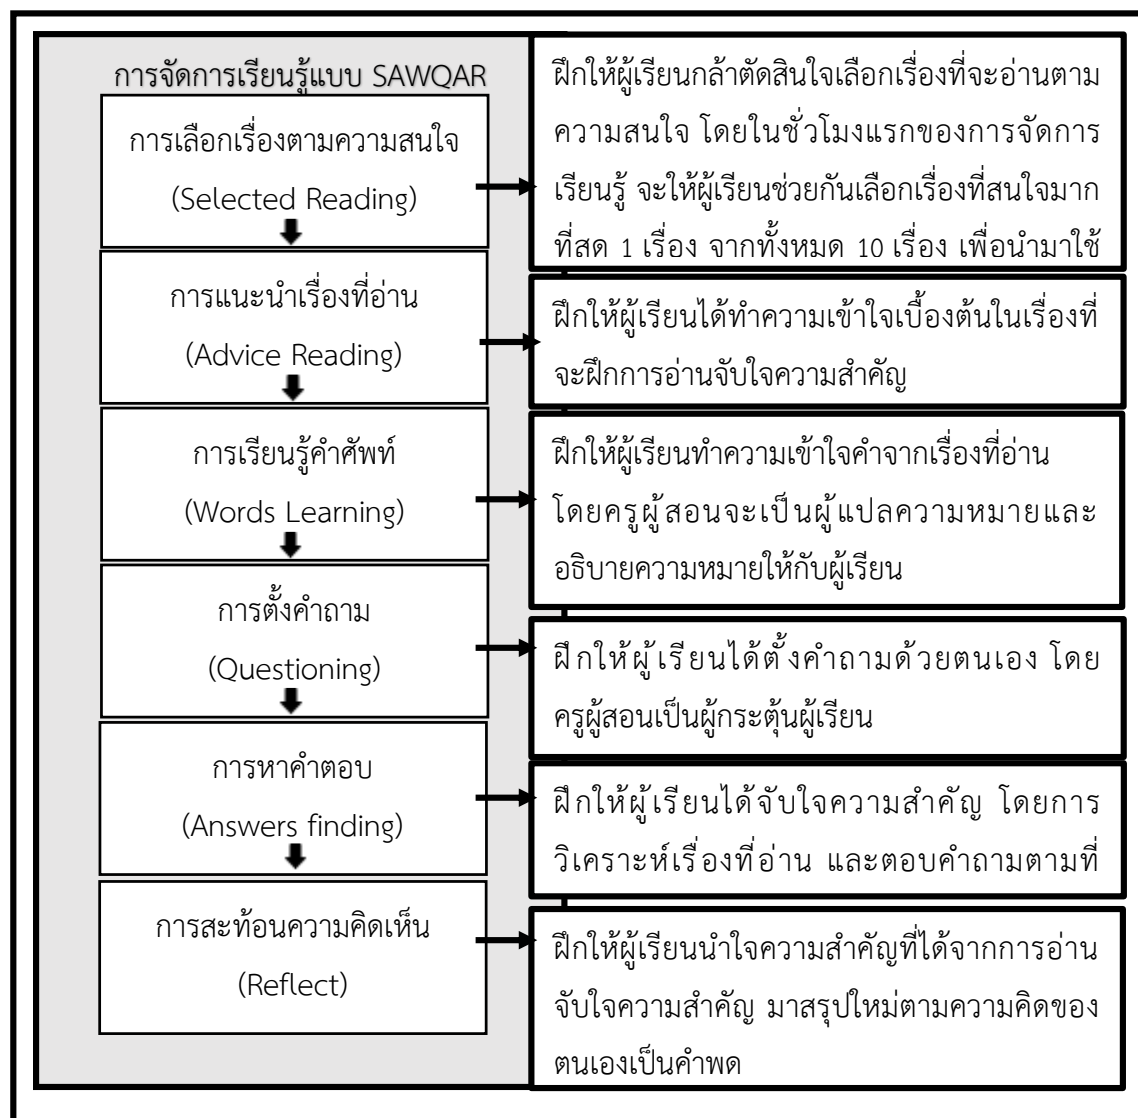 การจัดการเรียนรู้แบบ SAWQAR
การเลือกเรื่องตามความสนใจ
(Selected Reading)
ฝึกให้ผู้เรียนกล้าตัดสินใจเลือกเรื่องที่จะอ่านตาม
ความสนใจ โดยในชั่วโมงแรกของการจัดการ
เรียนรู้ จะให้ผู้เรียนช่วยกันเลือกเรื่องที่สนใจมาก
ที่สด 1 เรื่อง จากทั้งหมด 10 เรื่อง เพื่อนำมาใช้
การแนะนำเรื่องที่อ่าน
(Advice Reading)
ฝึกให้ผู้เรียนได้ทำความเข้าใจเบื้องต้นในเรื่องที่
จะฝึกการอ่านจับใจความสำคัญ
การเรียนรู้คำศัพท์
(Words Learning)
ฝึกให้ผู้เรียนทำความเข้าใจคำจากเรื่องที่อ่าน
โดยครูผู้สอนจะเป็นผู้แปลความหมายและ
อธิบายความหมายให้กับผู้เรียน
การตั้งคำถาม
(Questioning)
ฝึกให้ผู้เรียนได้ตั้งคำถามด้วยตนเอง โดย
ครูผู้สอนเป็นผู้กระตุ้นผู้เรียน
การหาคำตอบ
(Answers finding)
ฝึกให้ผู้เรียนได้จับใจความสำคัญ โดยการ
วิเคราะห์เรื่องที่อ่าน และตอบคำถามตามที่
การสะท้อนความคิดเห็น
(Reflect)
ฝึกให้ผู้เรียนนำใจความสำคัญที่ได้จากการอ่าน
จับใจความสำคัญ มาสรุปใหม่ตามความคิดของ
ตนเองเป็นคำพด